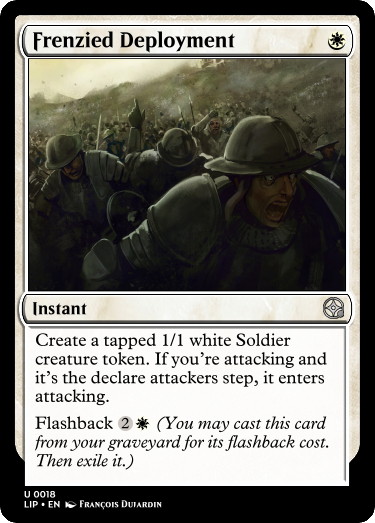 Frenzied Deployment
Instant
Create a tapped 1/1 white Soldier
creature token. If you're attacking and
it's the declare attackers step, it enters
attacking.
Flashback 2 (You may cast this card
from your graveyard for its flashback cost.
Then exile it.)
U 0018
LIP • EN François Dujardin